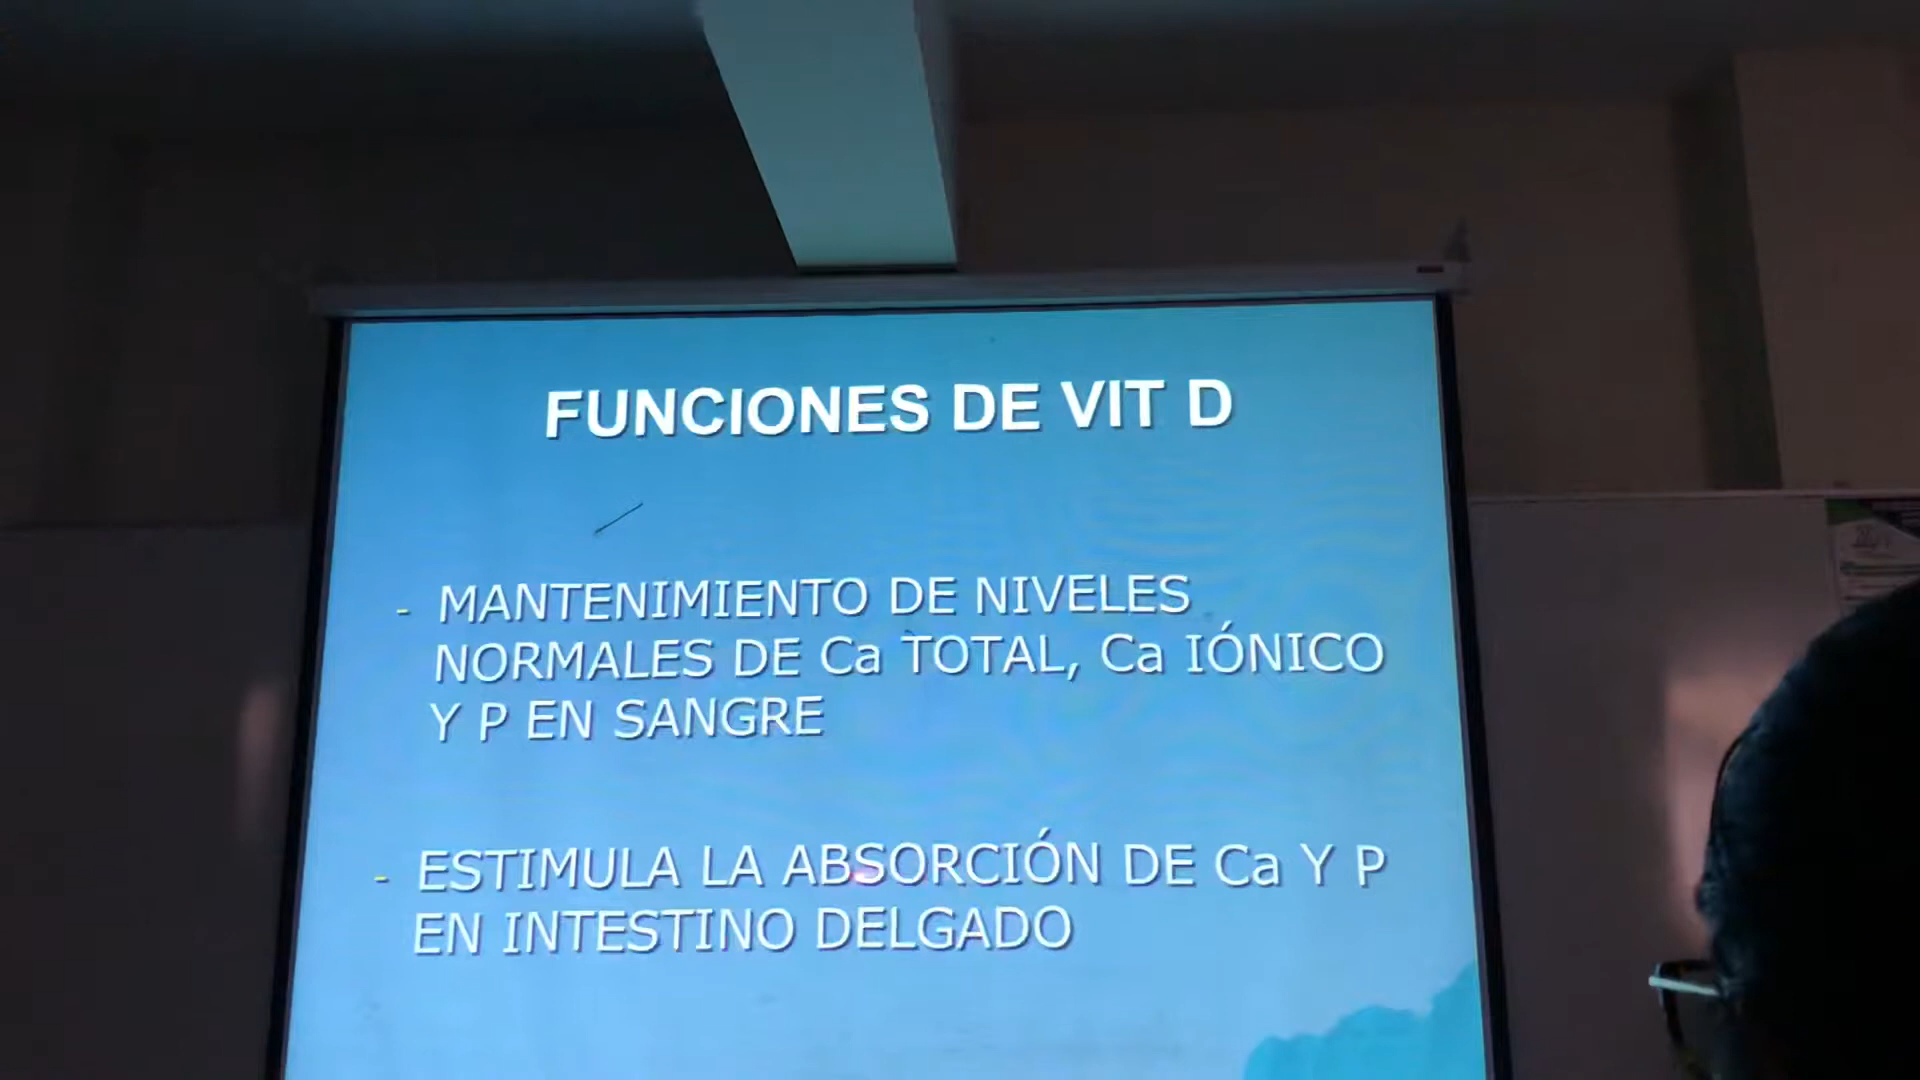 FUNCIONES DE VIT D
- MANTENIMIENTO DE NIVELES
NORMALES DE Ca TOTAL, Ca IÓNICO
Y P EN SANGRE
- ESTIMULA LA ABSORCIÓN DE Ca Y P
EN INTESTINO DELGADO